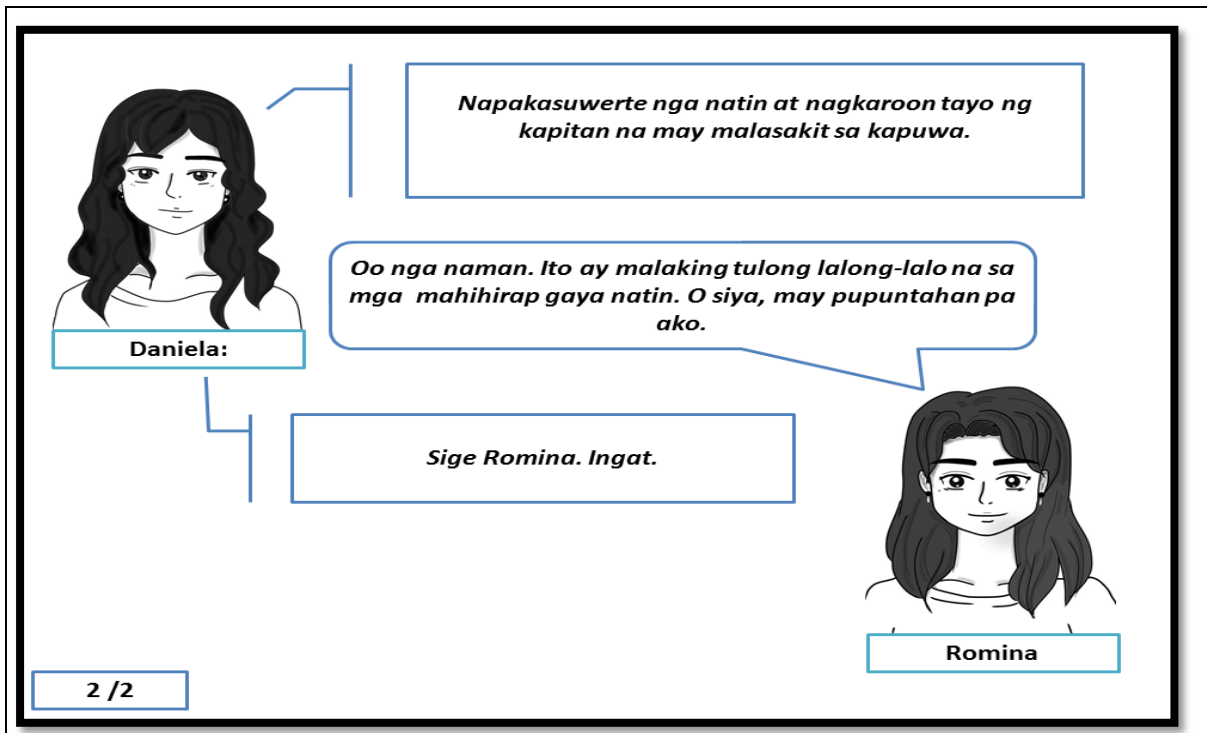 Napakasuwerte nga natin at nagkaroon tayo ng
kapitan na may malasakit sa kapuwa.
Oo nga naman. Ito ay malaking tulong lalong-lalo na sa
mga mahihirap gaya natin. O siya, may pupuntahan pa
ako.
Daniela:
Sige Romina. Ingat.
Romina
2 /2